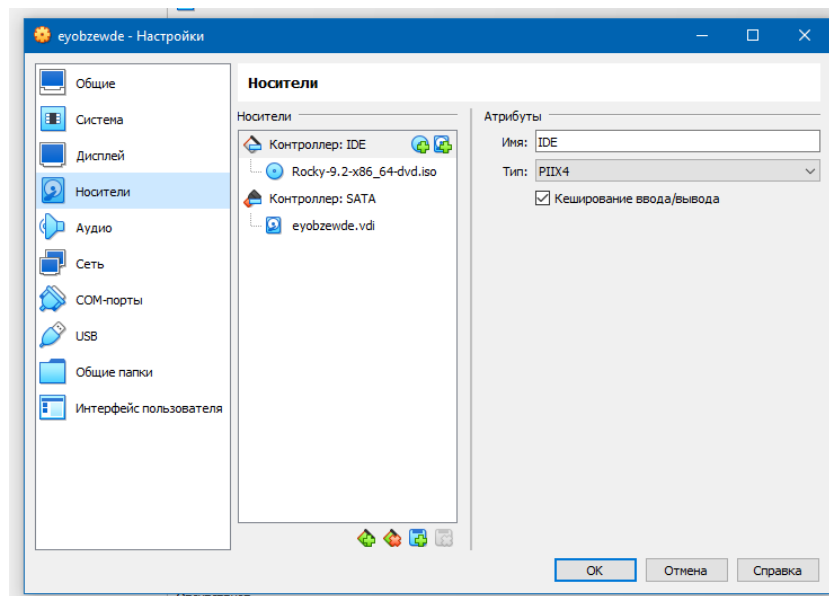 eyobzewde - Настройки
Общие
Система
Дисплей
Носители
Аудио
Сеть
COM-порты
USB
Общие папки
Интерфейс пользователя
Носители
Носители
Контроллер: IDE
Rocky-9.2-x86_64-dvd.iso
Контроллер: SATA
eyobzewde.vdi
Атрибуты
Имя: IDE
Тип: PIIX4
Кеширование ввода/вывода
OK
Отмена
Справка